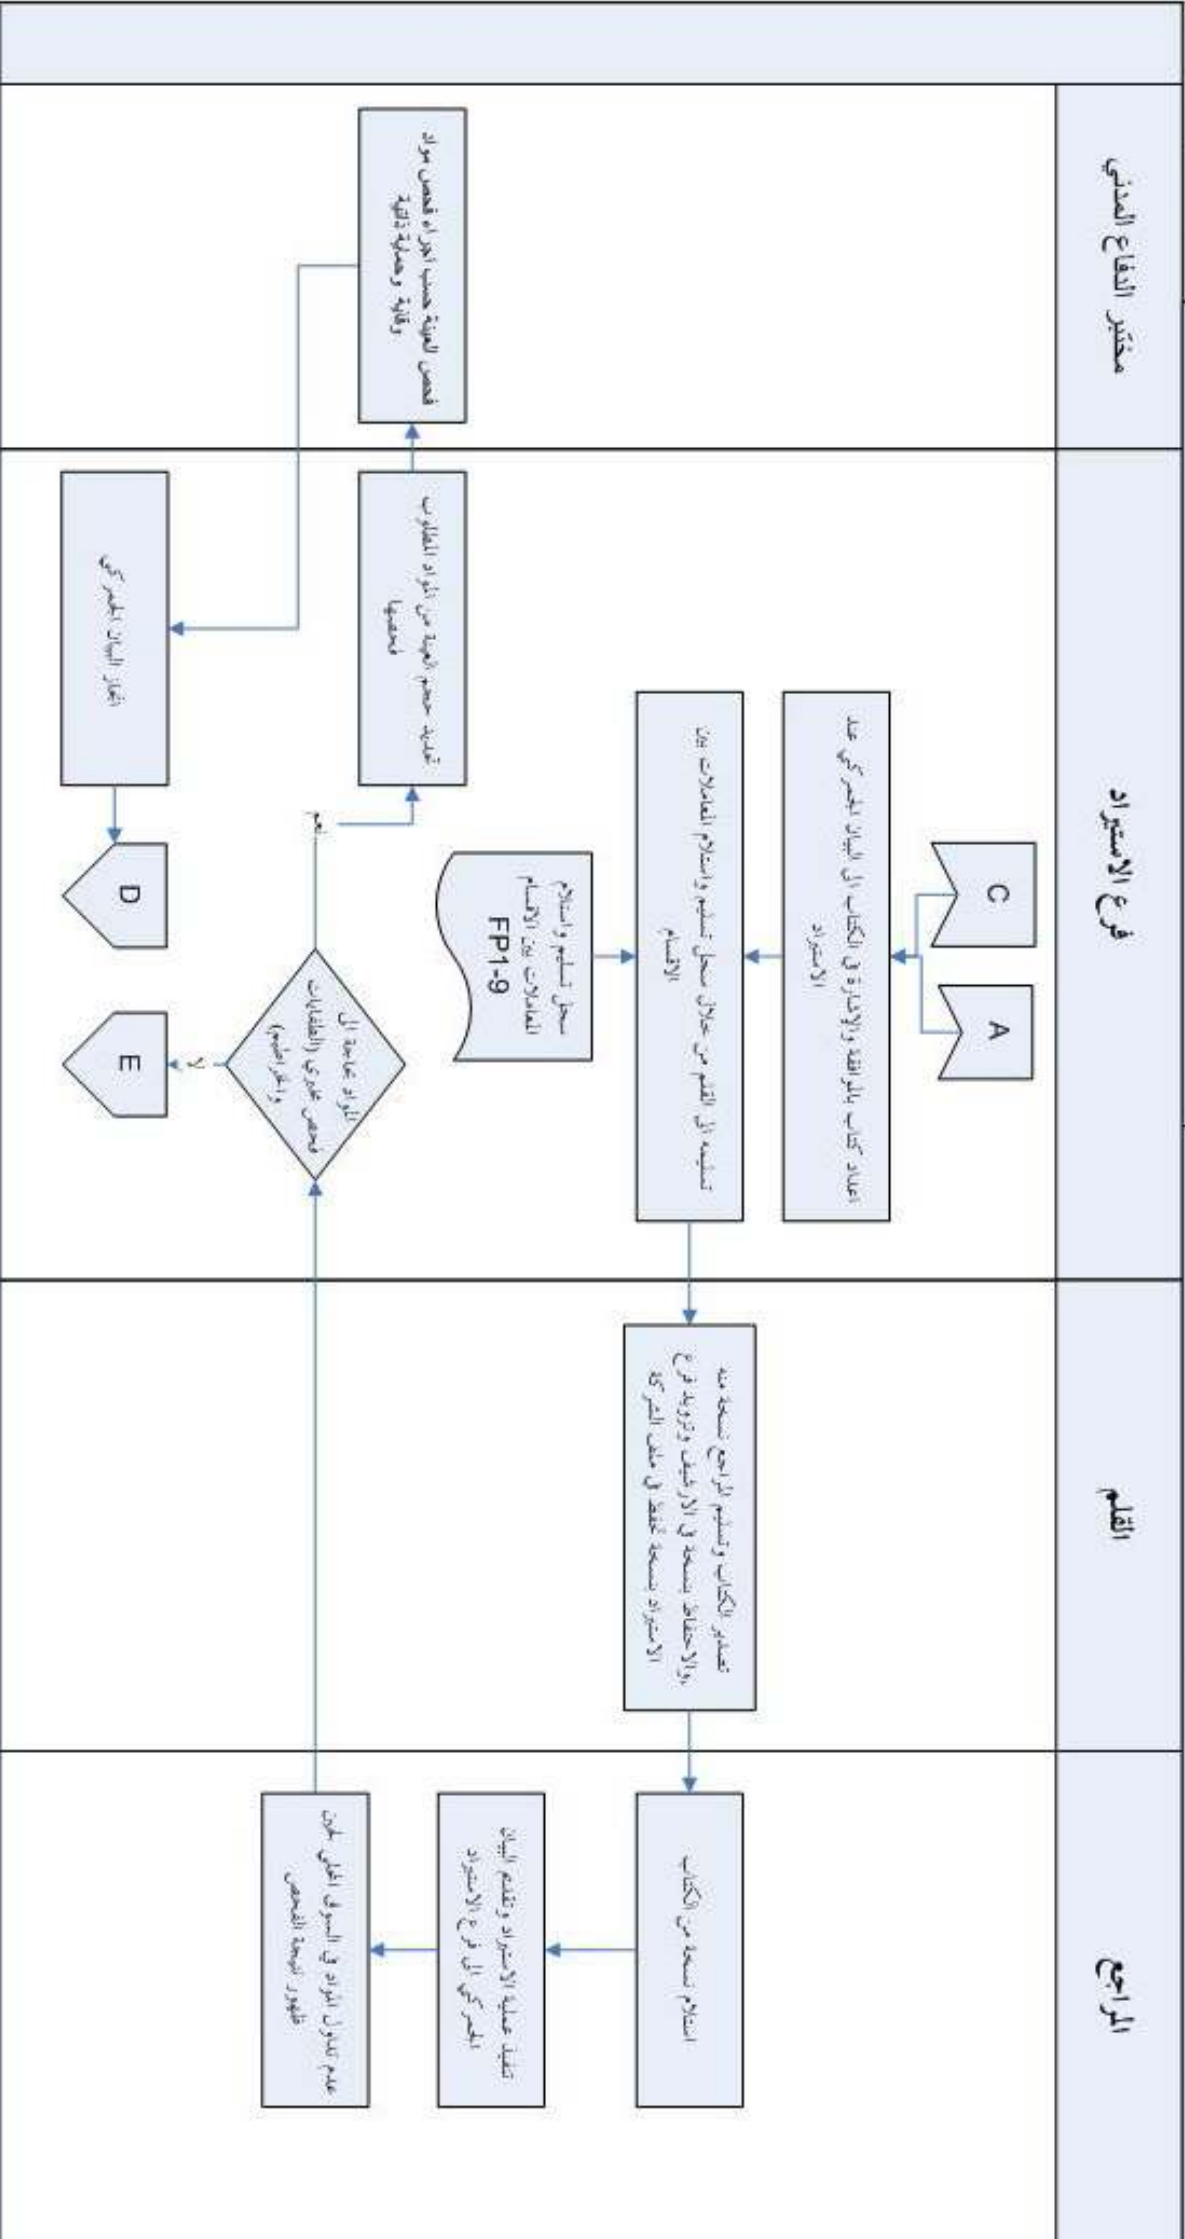 المراجع
القلم
فرع الاستيراد
مختبر الدفاع المدني
C
A
اعداد كتاب بالموافقة والاشارة في الكتاب الى البيان الجمركي عند
الاستيراد
تسليمه الى القلم من خلال سجل تسليم واستلام المعاملات بين
الاقسام
سجل تسليم واستلام
المعاملات بين الاقسام
FP1-9
تصدير الكتاب وتسليم المراجع نسخة منه
والاحتفاظ بنسخة في الارشيف وتزويد فرع،
الاستيراد بنسخة تحفظ في ملف الشركة
استلام نسخة من الكتاب
تنفيذ عملية الاستيراد وتقديم البيان
الجمركي الى فرع الاستيراد
عدم تداول المواد في السوق المحلي لحين
ظهور نتيجة الفحص
المواد بحاجة الى
فحص مخبري (الطفايات
والخراطيم)
نعم
لا
تحديد حجم العينة من المواد المطلوب
فحصها
فحص العينة حسب اجراء فحص مواد
وقاية وحماية ذاتية
انجاز البيان الجمركي
D
E